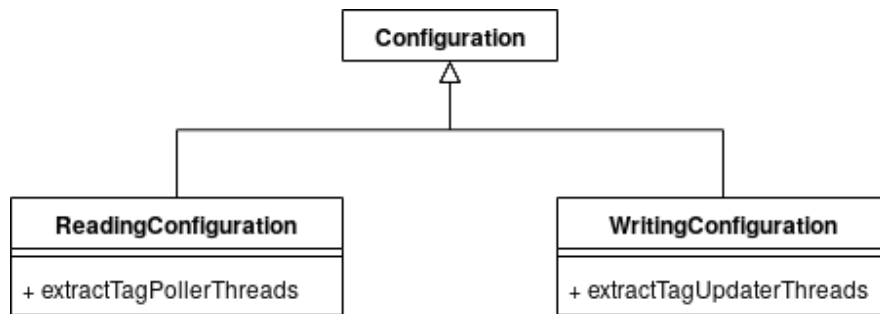 Configuration
ReadingConfiguration
+ extractTagPollerThreads
WritingConfiguration
+ extractTagUpdaterThreads